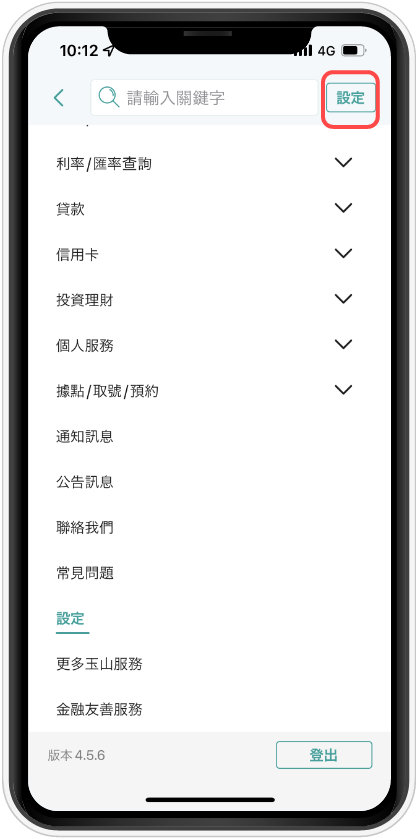 10:12 4G
請輸入關鍵字 設定
利率/匯率查詢
貸款
信用卡
投資理財
個人服務
據點/取號/預約
通知訊息
公告訊息
聯絡我們
常見問題
設定
更多玉山服務
金融友善服務
版本 4.5.6 登出